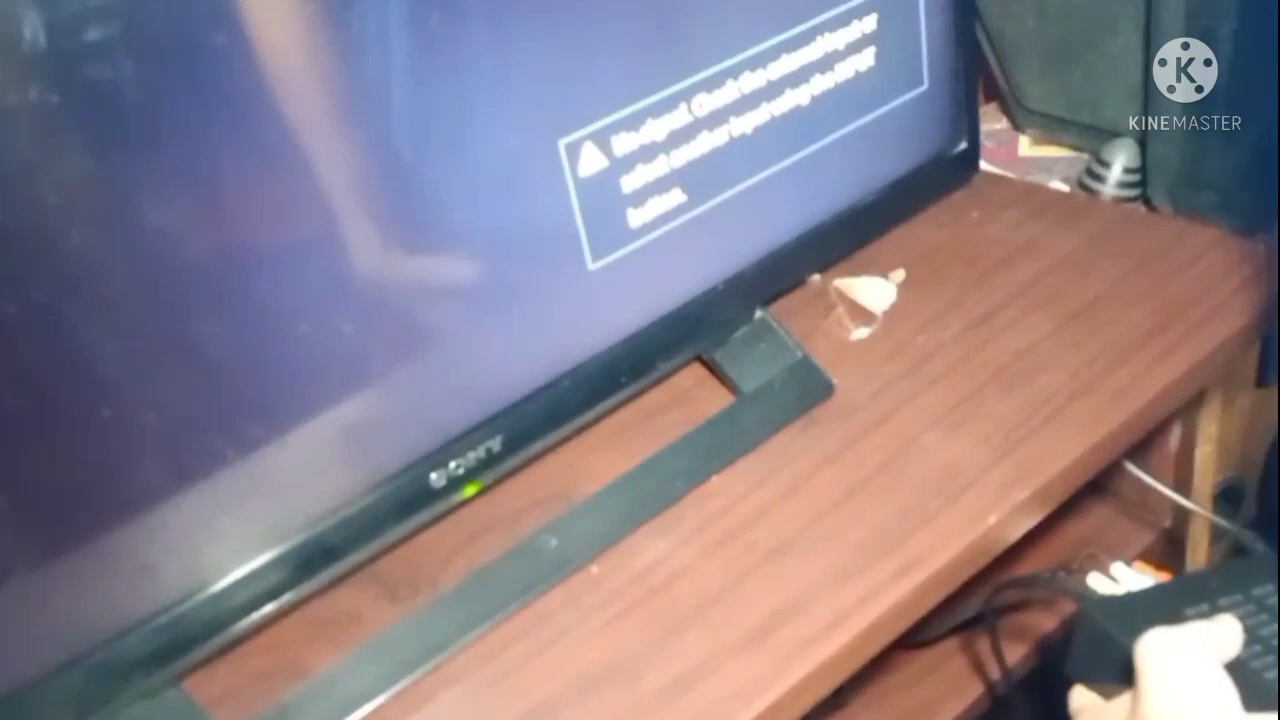 No signal. Check the external input or
select another input using the INPUT
button.
SONY
KINEMASTER